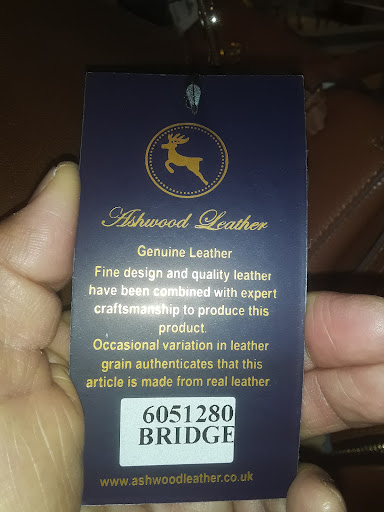 Ashwood Leather
Genuine Leather
Fine design and quality leather
have been combined with expert
craftsmanship to produce this
product.
Occasional variation in leather
grain authenticates that this
article is made from real leather
6051280
BRIDGE
www.ashwoodleather.co.uk